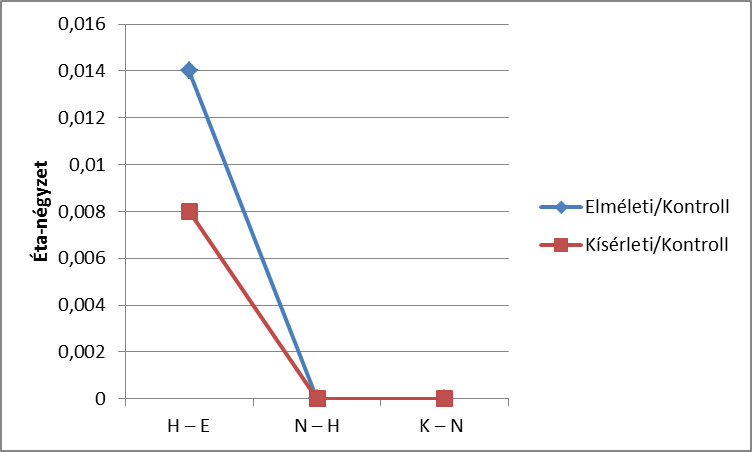 0,016
0,014
0,012
0,01
0,008
0,006
0,004
0,002
0
Éta-négyzet
H – E
N – H
K – N
Elméleti/Kontroll
Kísérleti/Kontroll